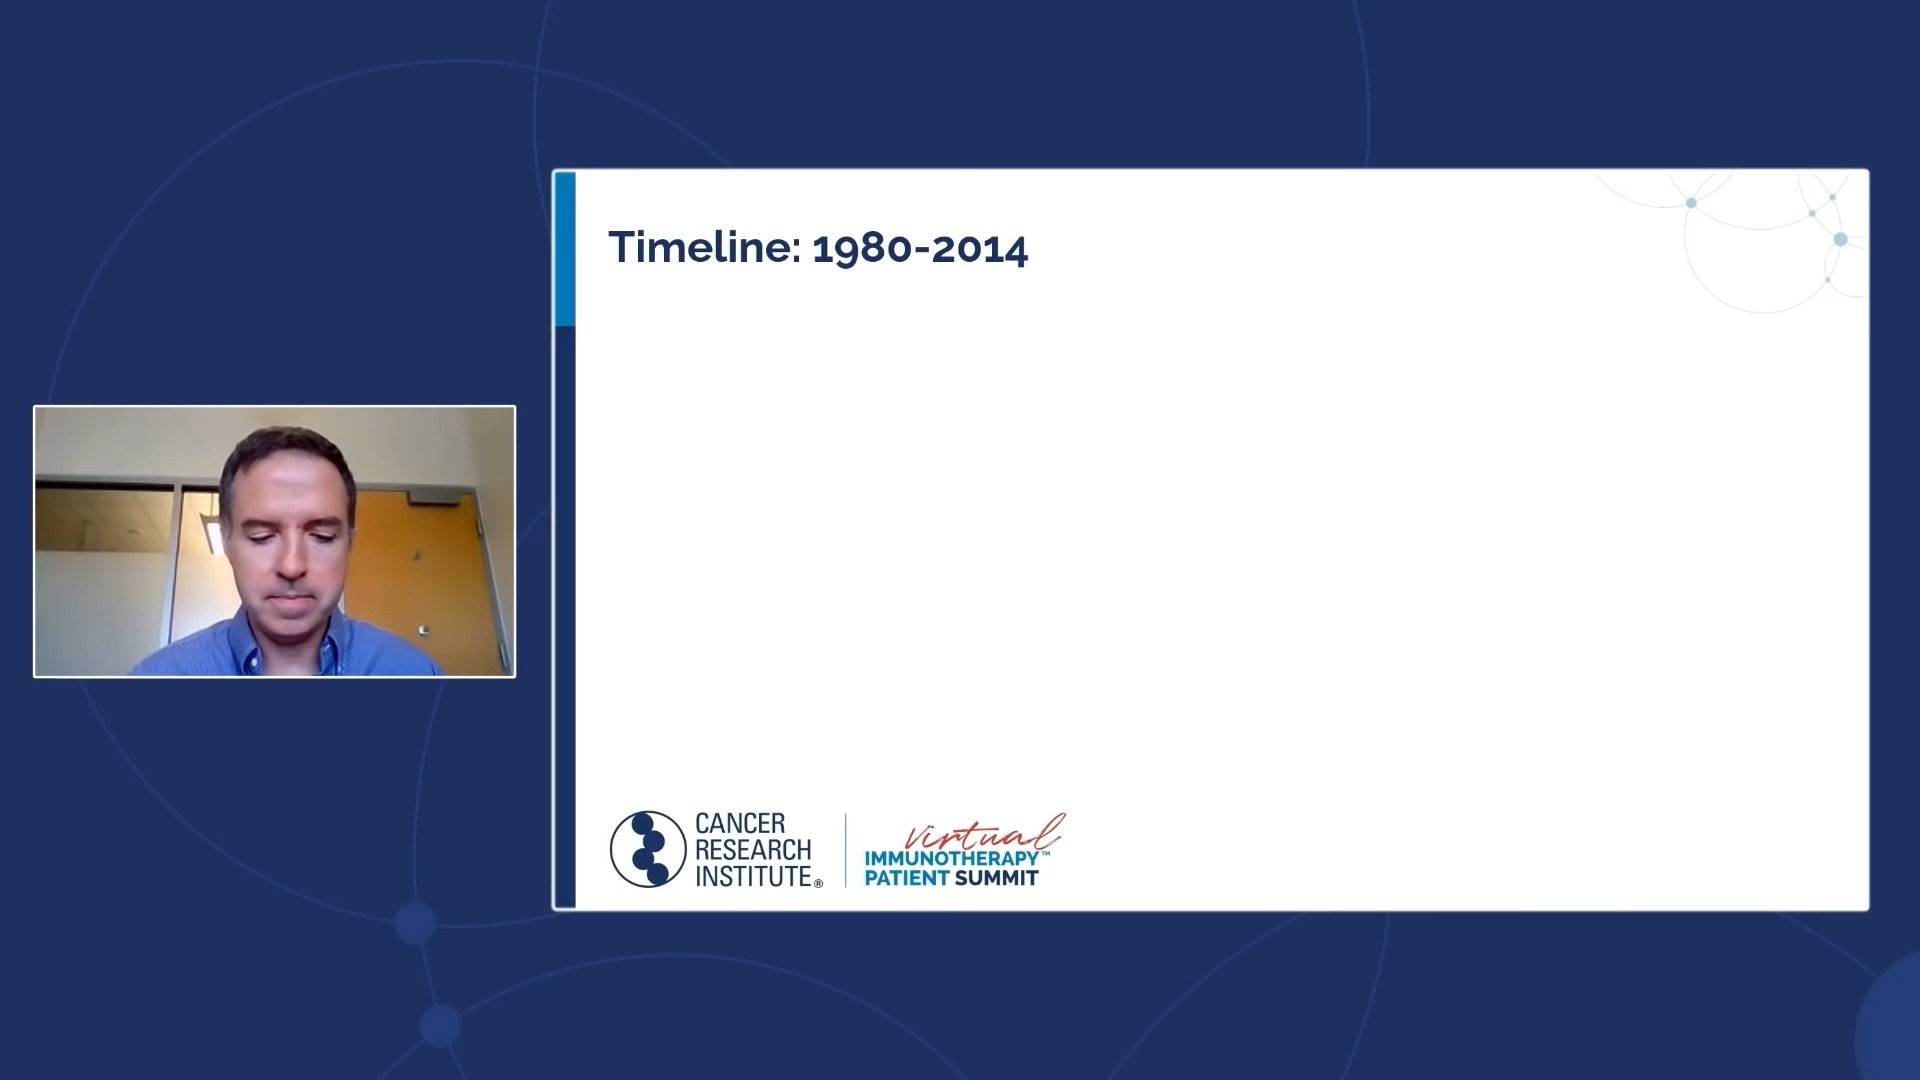 Timeline: 1980-2014
CANCER
RESEARCH
INSTITUTE®
virtual
IMMUNOTHERAPY™
PATIENT SUMMIT